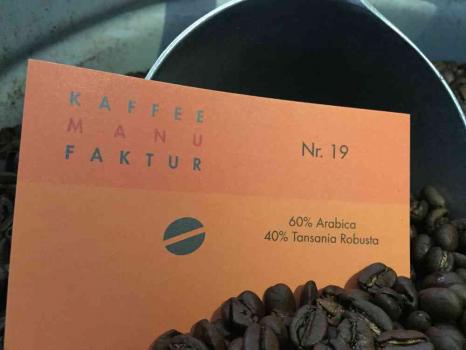 KAFFEE
MANU
FAKTUR
Nr. 19
60% Arabica
40% Tansania Robusta